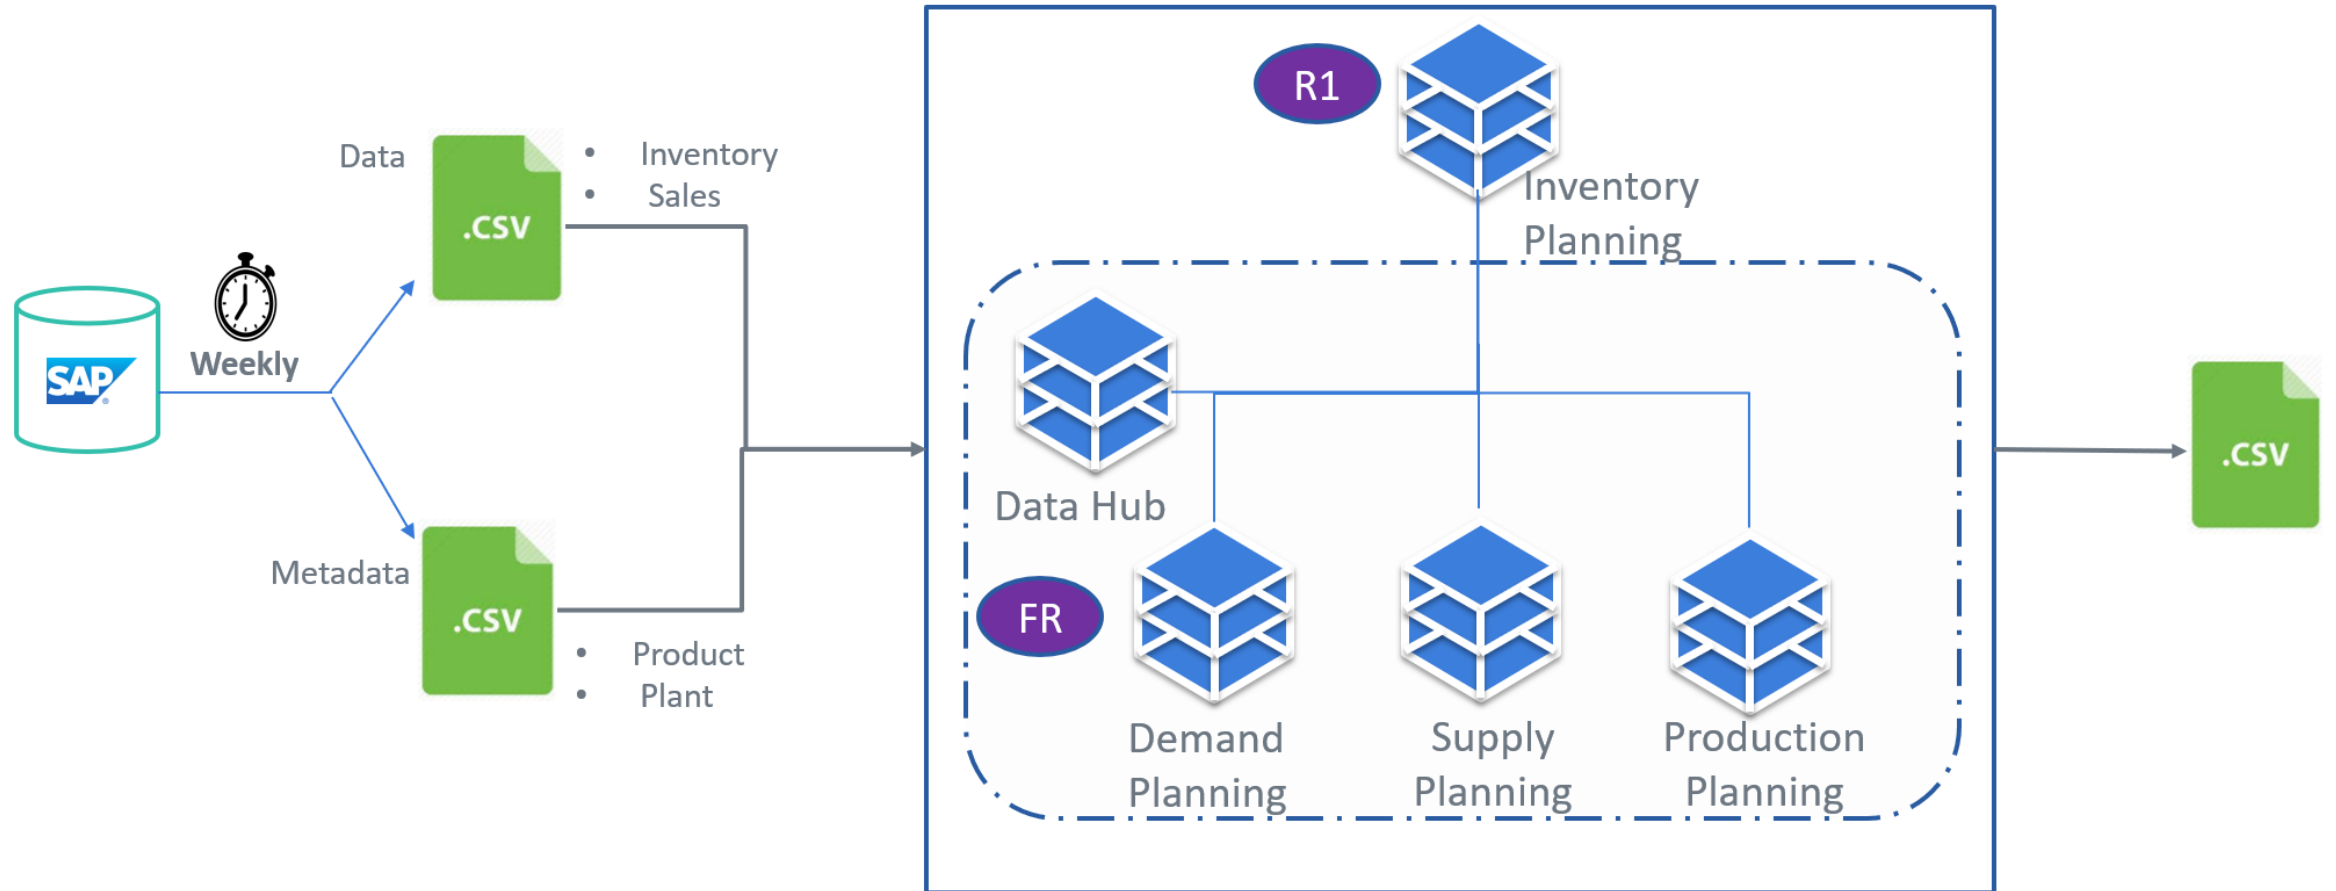 Data
.CSV
• Inventory
• Sales
Weekly
SAP®
Metadata
.CSV
• Product
• Plant
R1
Inventory
Planning
Data Hub
FR
Demand
Planning
Supply
Planning
Production
Planning
.CSV